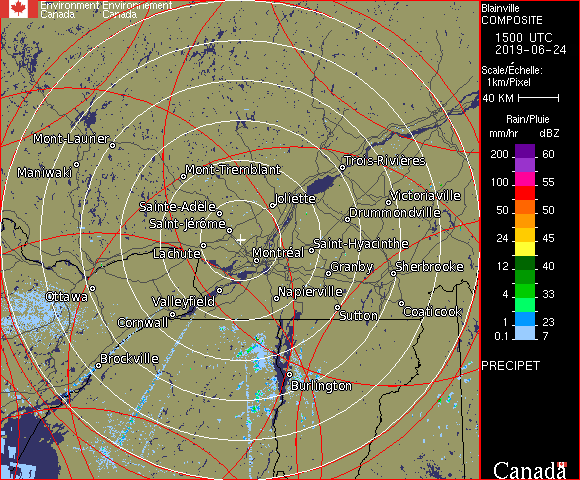 Environment Environnement
Canada Canada
Blainville
COMPOSITE
1500 UTC
2019-06-24
Scale/Échelle:
1km/Pixel
40 KM
Rain/Pluie
mm/hr dBZ
200 60
100 55
50 50
24 45
12 40
4 33
1 23
0.1 7
PRECIPET
Canada
Mont-Laurier
Maniwaki
Mont-Tremblant
Trois-Rivières
Sainte-Adèle
Joliette
Victoriaville
Saint-Jérôme
Drummondville
Lachute
Montréal
Saint-Hyacinthe
Granby
Sherbrooke
Ottawa
Valleyfield
Napierville
Cornwall
Sutton
Coaticook
Brockville
Burlington